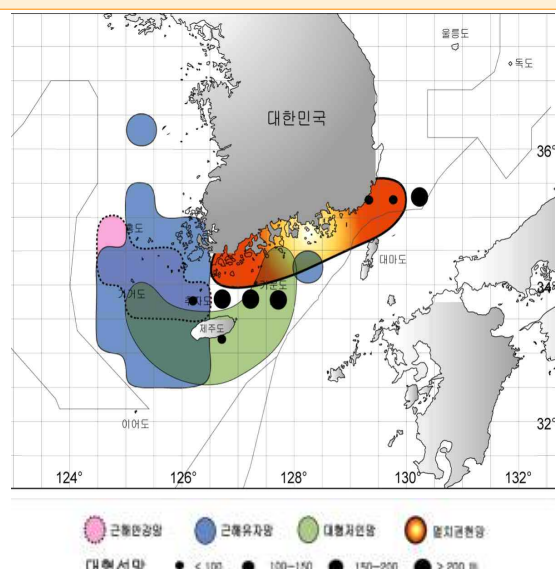 울릉도
독도
대한민국
36°
대마도
34°
제주도
32°
이어도
124° 126° 128° 130° 132°
근해안강망 근해유자망 대형저인망 멸치권현망
대형선망 < 100 100-150 150-200 > 200 m